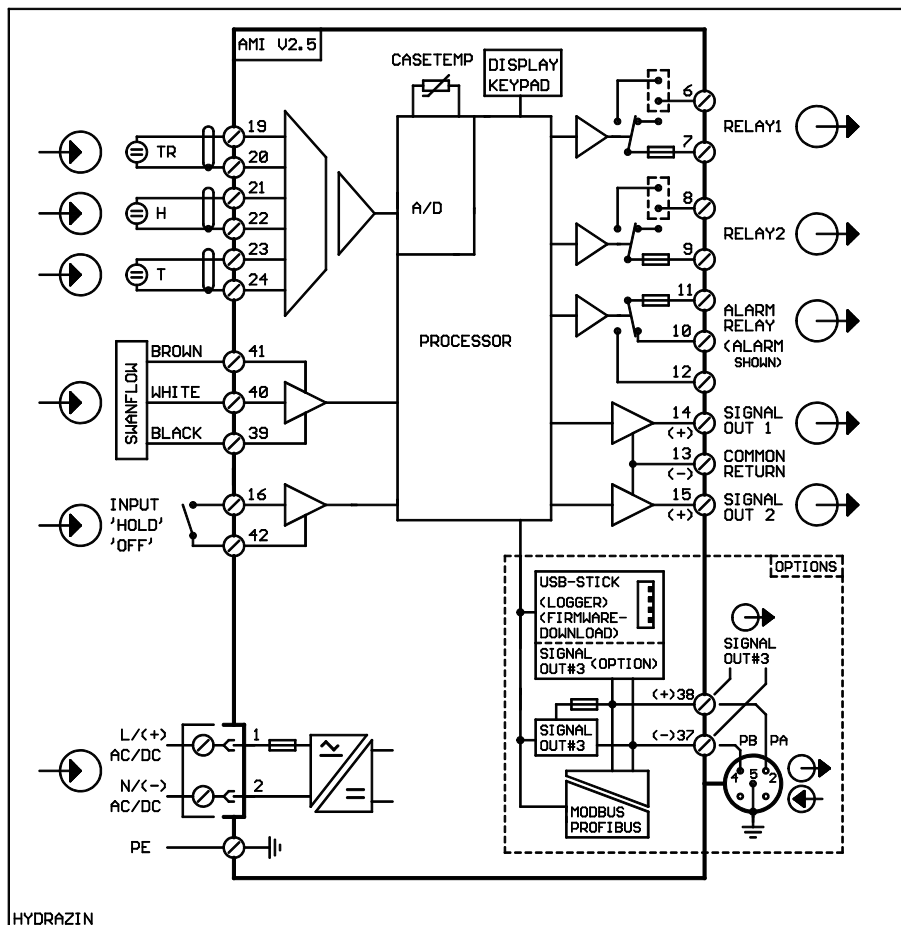 AMI V2.5
CASETEMP
DISPLAY
KEYPAD
6
RELAY1
7
19
TR
20
21
H
22
23
T
24
A/D
8
RELAY2
9
11
ALARM
RELAY
10
(ALARM
SHOWN)
12
PROCESSOR
SWANFLOW
BROWN
41
WHITE
40
BLACK
39
14
(+)
SIGNAL
OUT 1
13
(-)
COMMON
RETURN
15
(+)
SIGNAL
OUT 2
INPUT
'HOLD'
'OFF'
16
42
OPTIONS
USB-STICK
(LOGGER)
(FIRMWARE-
DOWNLOAD)
SIGNAL
OUT#3 (OPTION)
SIGNAL
OUT#3
(+)38
SIGNAL
OUT#3
(-)37
PB PA
4 5 2
MODBUS
PROFIBUS
L/(+)
AC/DC
1
N/(-)
AC/DC
2
PE
HYDRAZIN